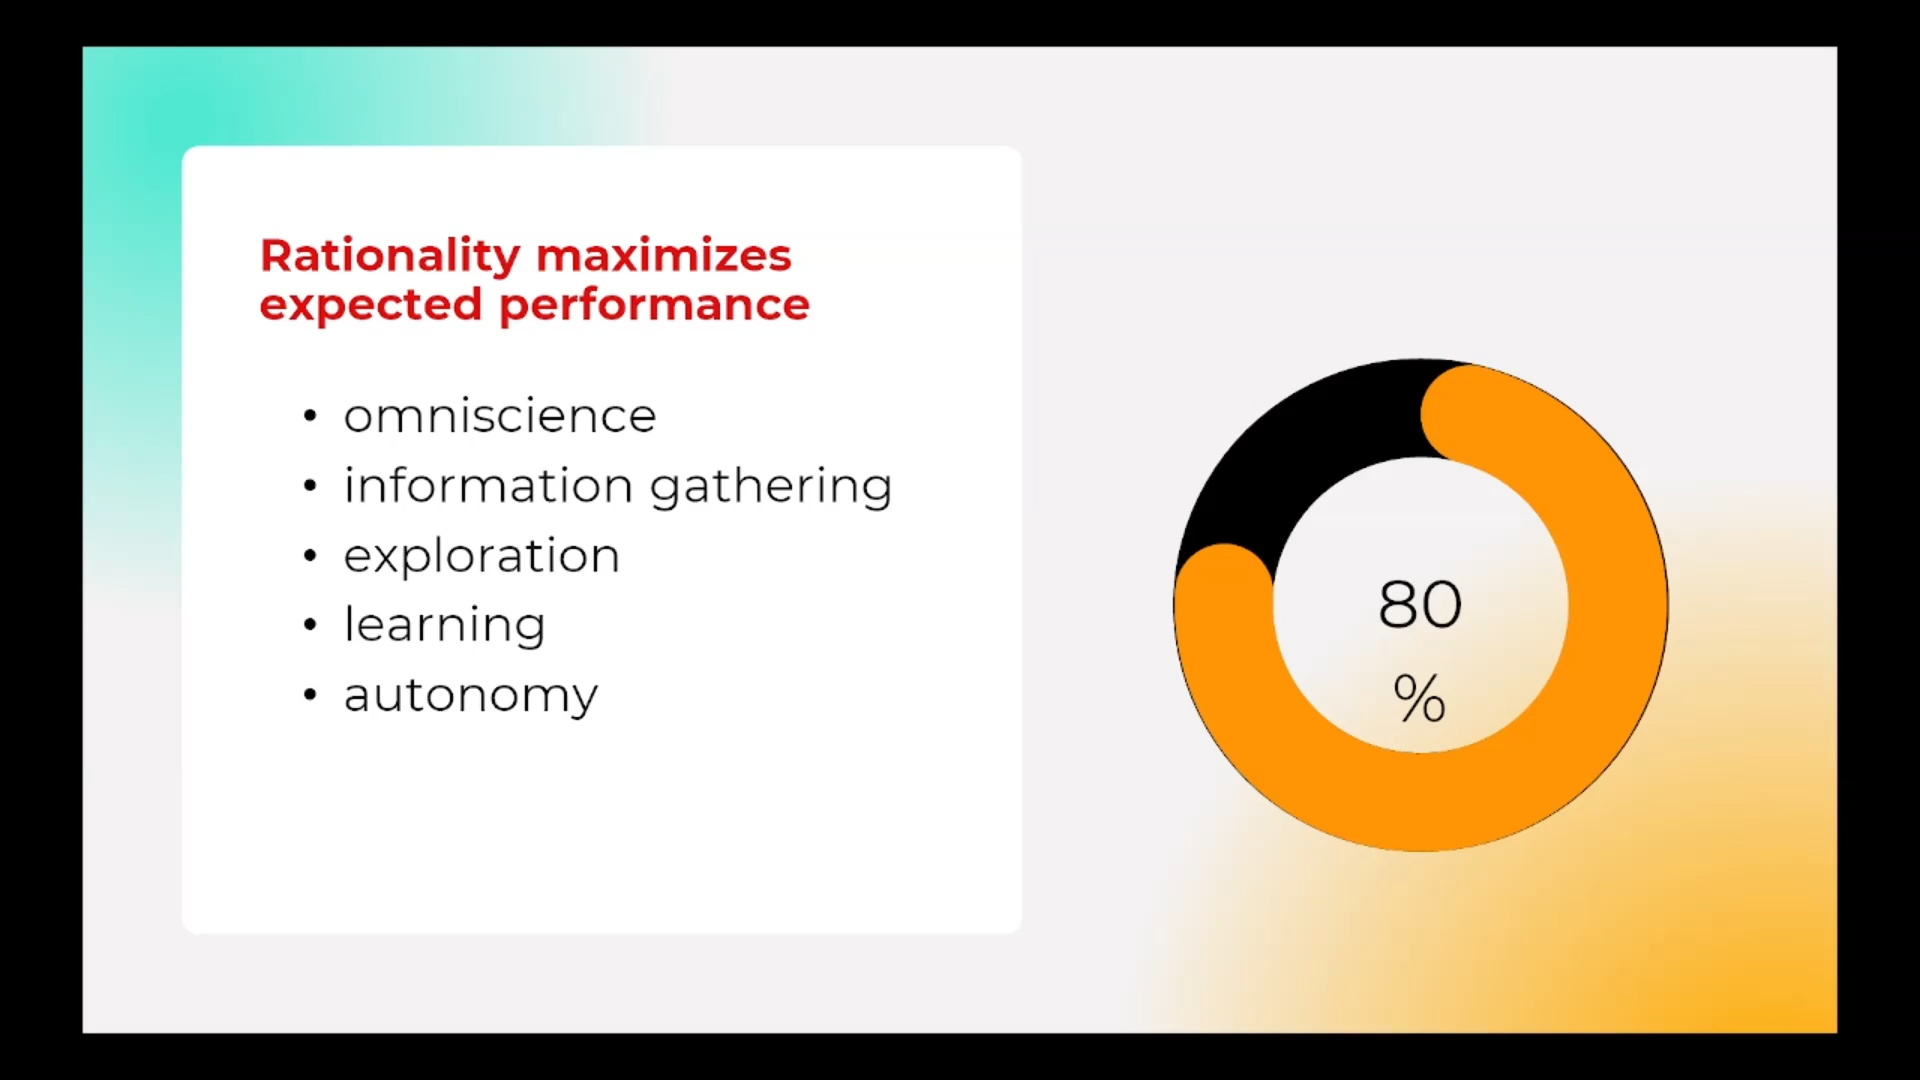 Rationality maximizes
expected performance
• omniscience
• information gathering
• exploration
• learning
• autonomy
80
%